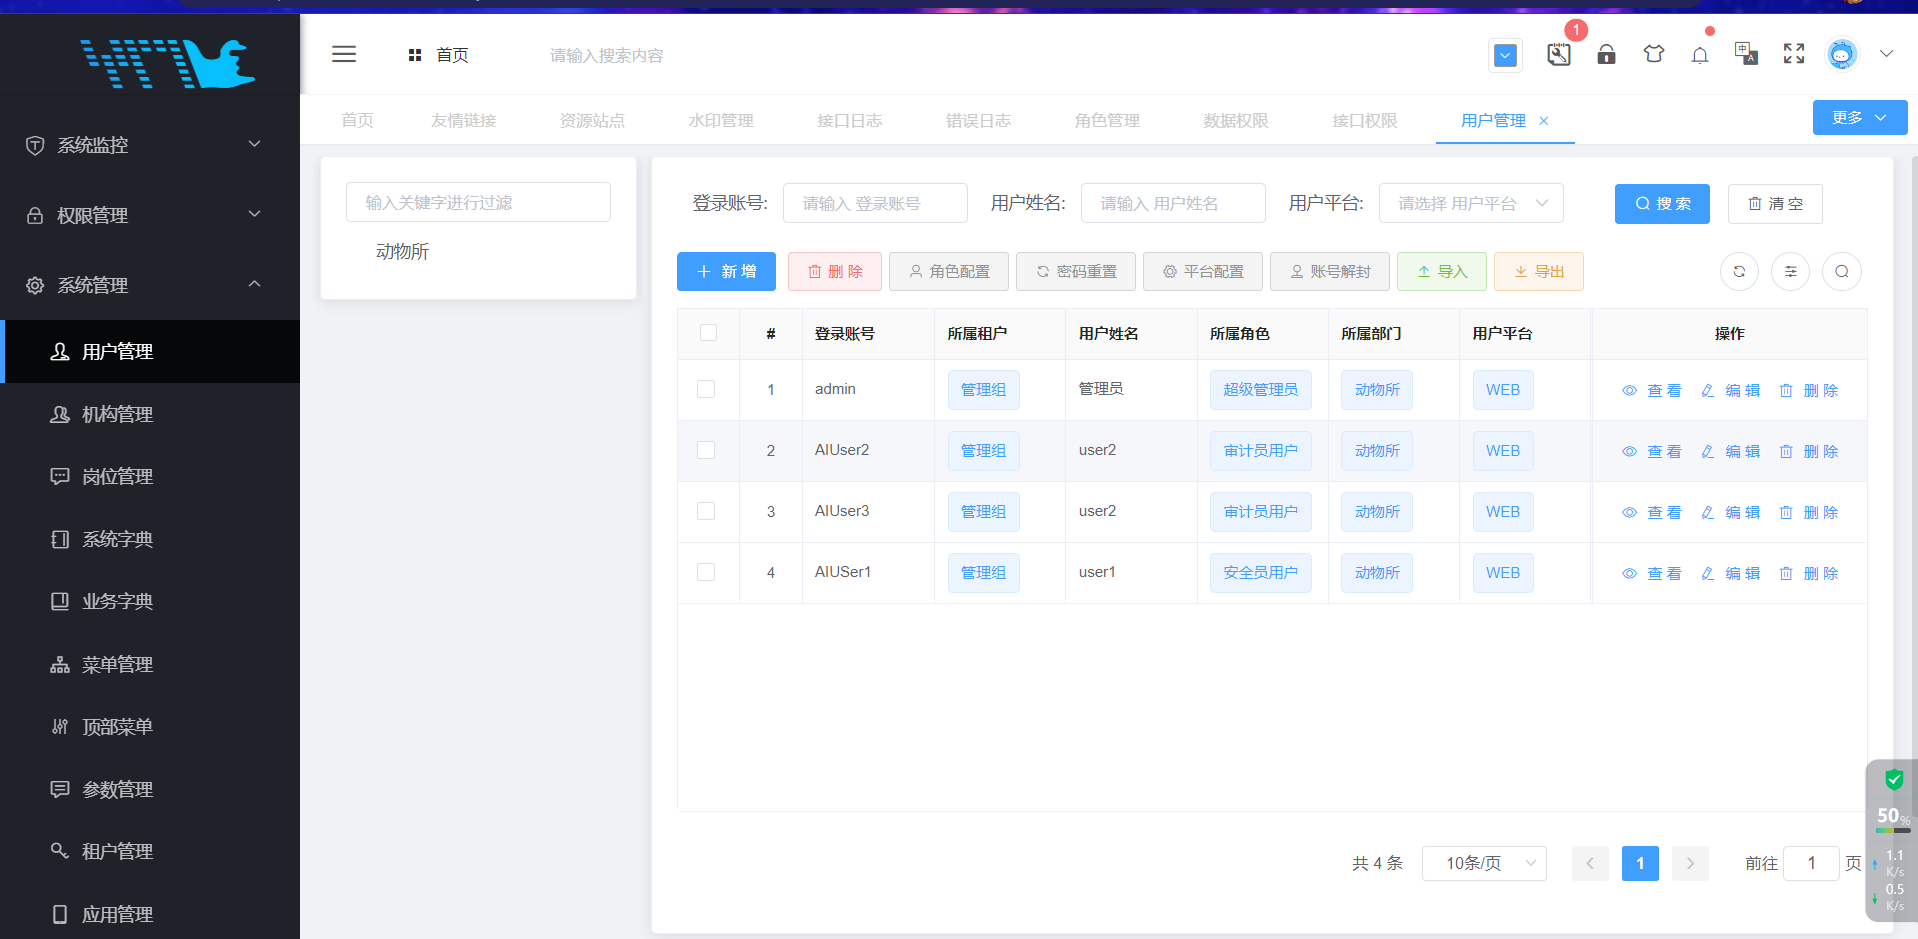 首页
请输入搜索内容
1
首页
友情链接
资源站点
水印管理
接口日志
错误日志
角色管理
数据权限
接口权限
用户管理
更多
系统监控
权限管理
系统管理
用户管理
机构管理
岗位管理
系统字典
业务字典
菜单管理
顶部菜单
参数管理
租户管理
应用管理
输入关键字进行过滤
动物所
登录账号: 请输入 登录账号
用户姓名: 请输入 用户姓名
用户平台: 请选择 用户平台
搜 索
清 空
新 增
删 除
角色配置
密码重置
平台配置
账号解封
导入
导出
# 登录账号 所属租户 用户姓名 所属角色 所属部门 用户平台 操作
1 admin 管理组 管理员 超级管理员 动物所 WEB 查 看 编 辑 删 除
2 AIUser2 管理组 user2 审计员用户 动物所 WEB 查 看 编 辑 删 除
3 AIUser3 管理组 user2 审计员用户 动物所 WEB 查 看 编 辑 删 除
4 AIUSer1 管理组 user1 安全员用户 动物所 WEB 查 看 编 辑 删 除
共 4 条 10条/页 1 前往 1 页
50%
1.1
K/s
0.5
K/s